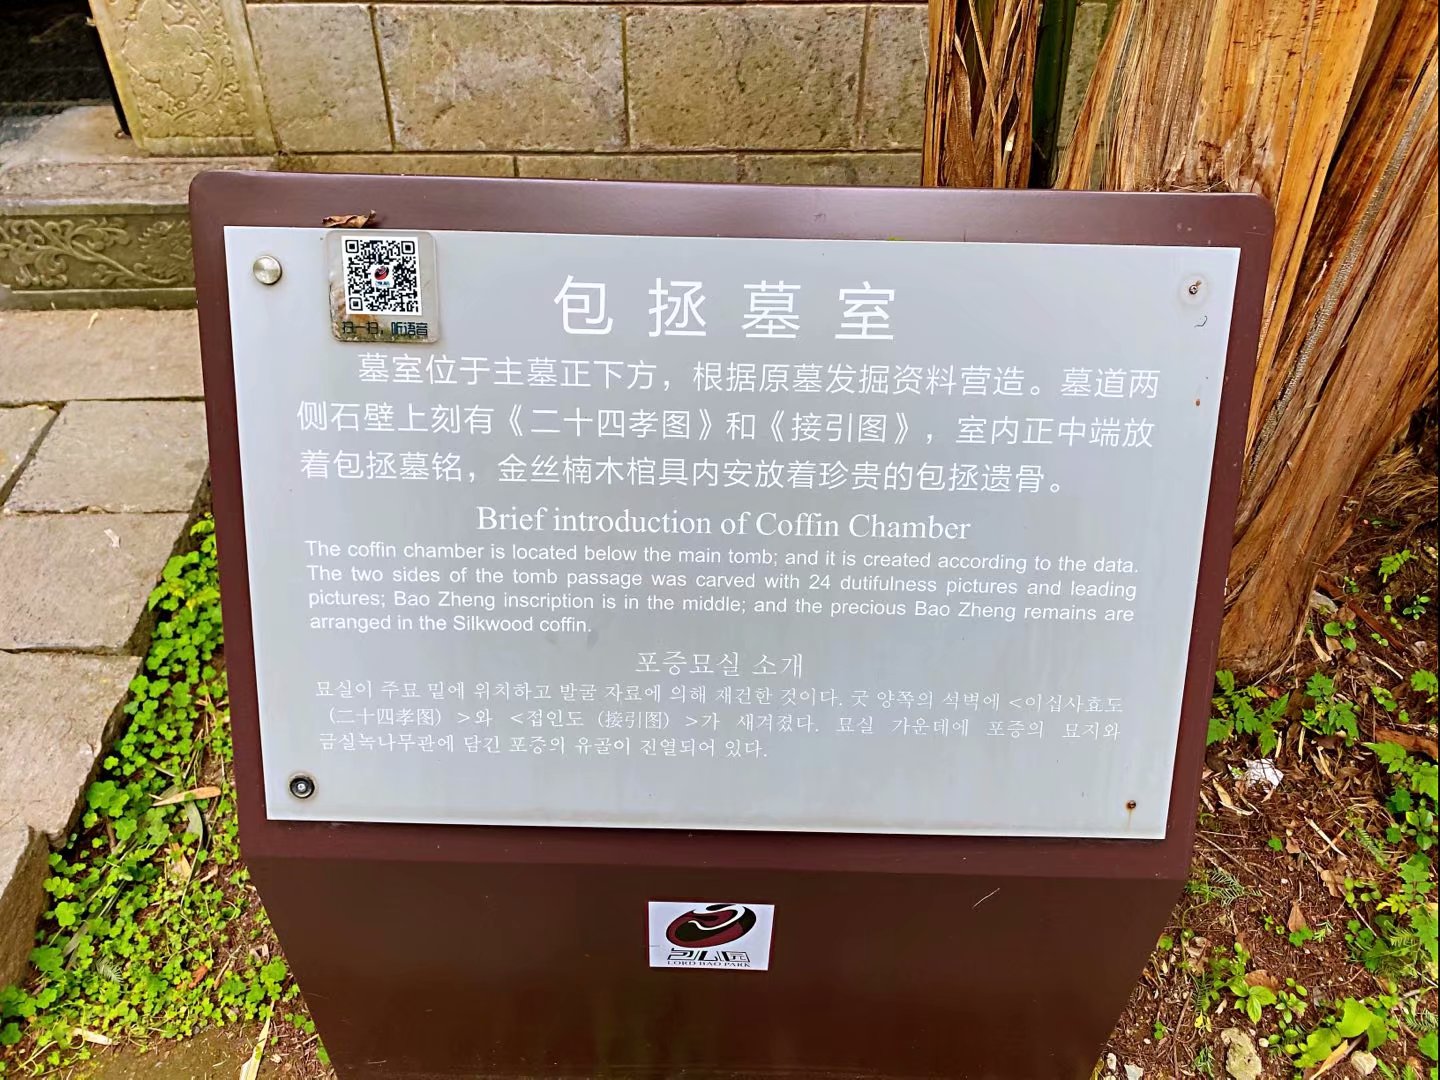 扫一扫，听语音
包拯墓室
墓室位于主墓正下方，根据原墓发掘资料营造。墓道两
侧石壁上刻有《二十四孝图》和《接引图》，室内正中端放
着包拯墓铭，金丝楠木棺具内安放着珍贵的包拯遗骨。
Brief introduction of Coffin Chamber
The coffin chamber is located below the main tomb; and it is created according to the data.
The two sides of the tomb passage was carved with 24 dutifulness pictures and leading
pictures; Bao Zheng inscription is in the middle; and the precious Bao Zheng remains are
arranged in the Silkwood coffin.
포증묘실 소개
묘실이 주묘 밑에 위치하고 발굴 자료에 의해 재건한 것이다. 굿 양쪽의 석벽에 <이십사효도
(二十四孝图) >와 <접인도 (接引图) >가 새겨졌다. 묘실 가운데에 포증의 묘지와
금실녹나무관에 담긴 포증의 유골이 진열되어 있다.
包公园
LORD BAO PARK